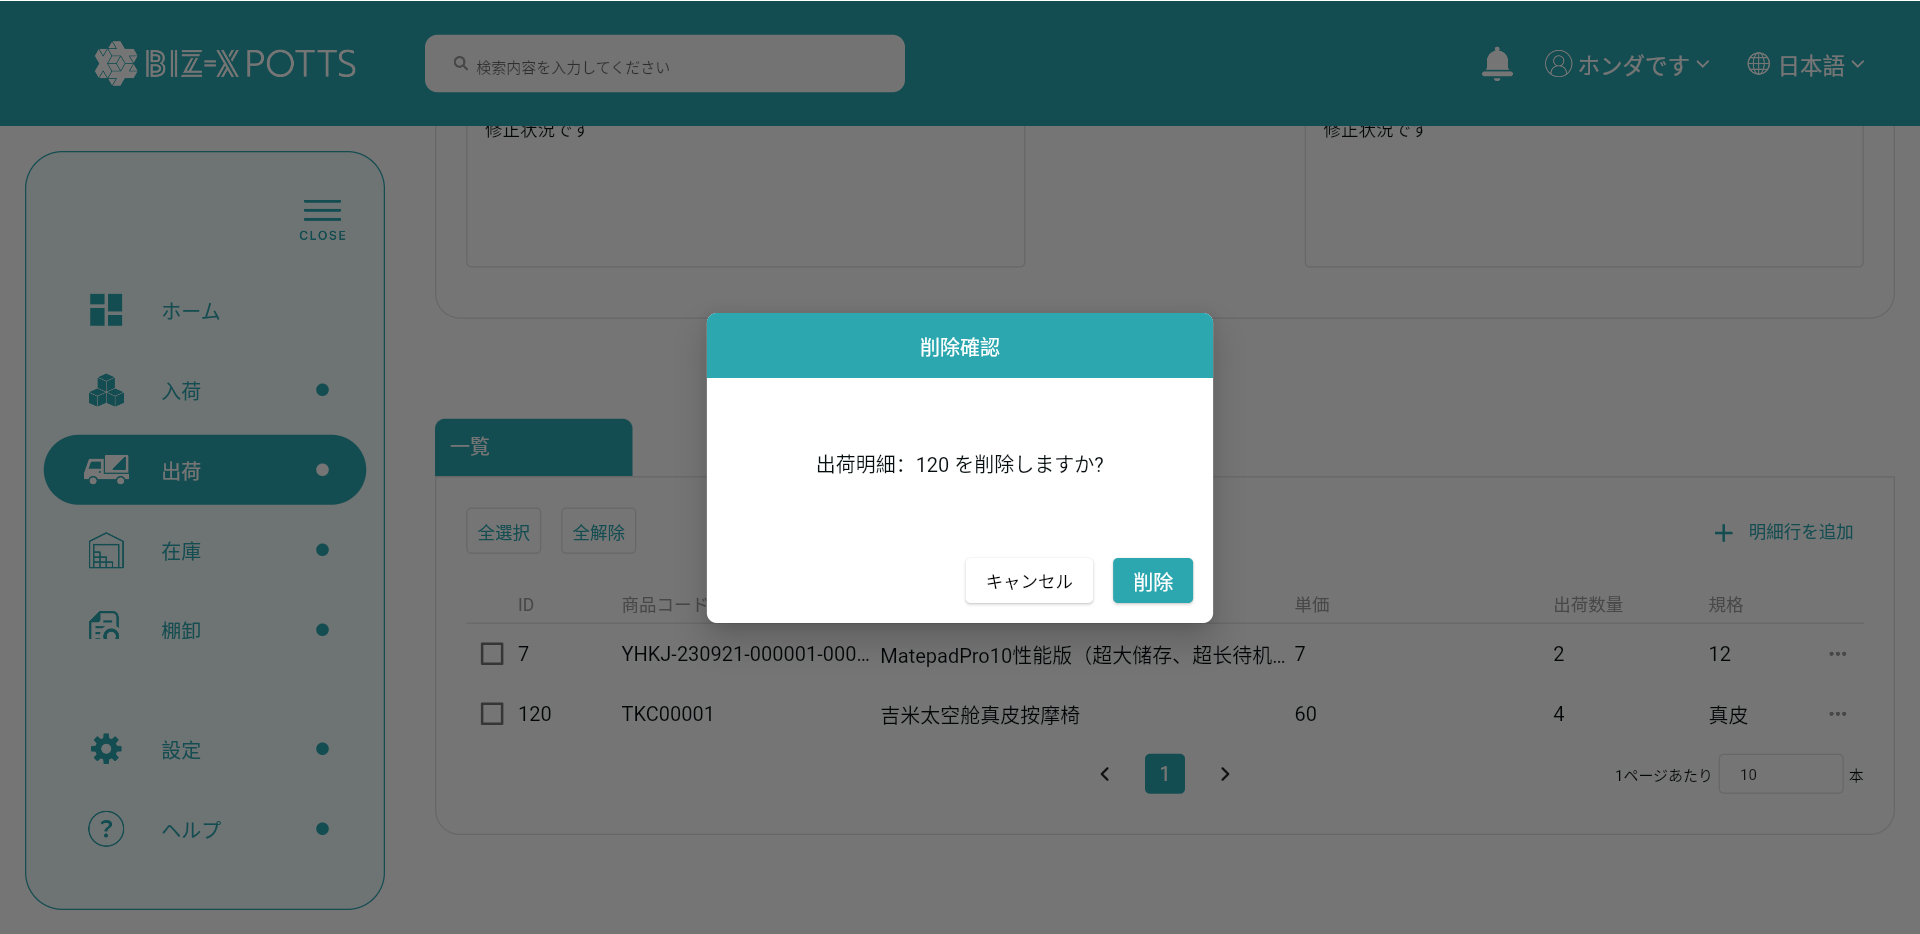 BIZ=X POTTS
検索内容を入力してください
ホンダです
日本語
修正状況です
修正状況です
CLOSE
ホーム
入荷
出荷
在庫
棚卸
設定
? ヘルプ
削除確認
出荷明細：120 を削除しますか?
キャンセル
削除
一覧
全選択
全解除
明細行を追加
ID 商品コード 単価 出荷数量 規格
7 YHKJ-230921-000001-000... MatepadPro10性能版（超大储存、超长待机... 7 2 12 ...
120 TKC00001 吉米太空舱真皮按摩椅 60 4 真皮 ...
1
1ページあたり 10 本